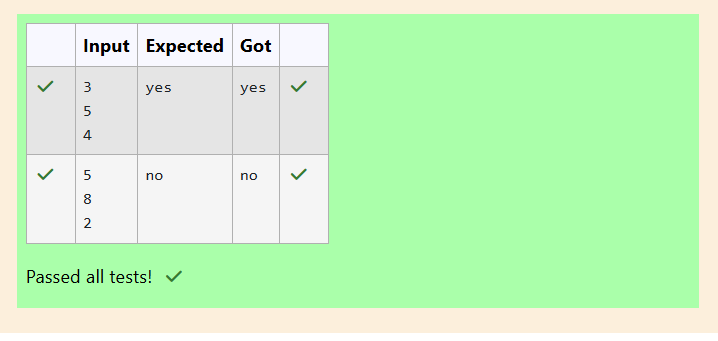 Input Expected Got
3 yes yes
5
4
5 no no
8
2
Passed all tests!